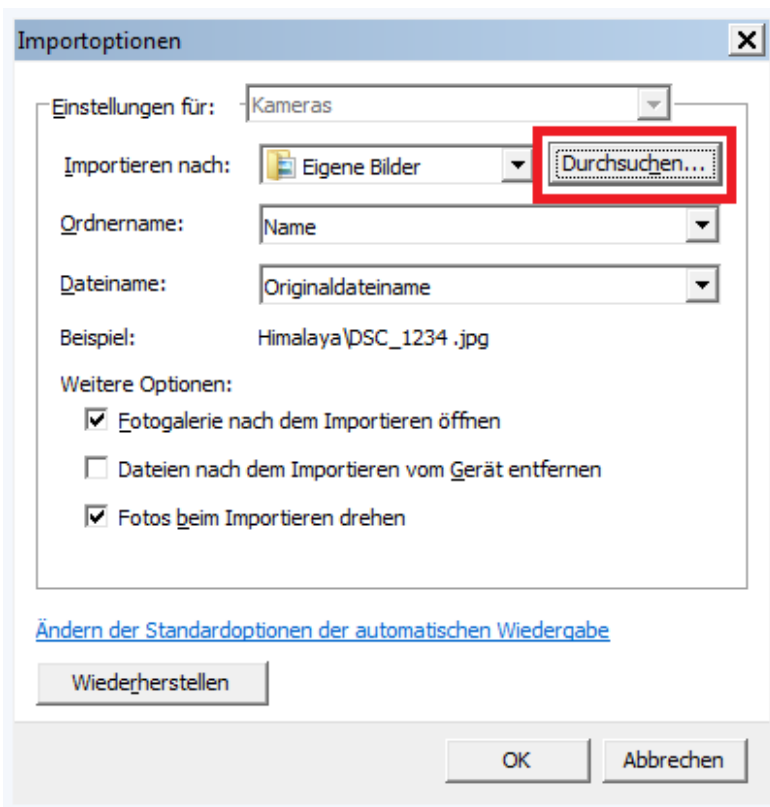 Importoptionen
Einstellungen für: Kameras
Importieren nach: Eigene Bilder Durchsuchen...
Ordnername: Name
Dateiname: Originaldateiname
Beispiel: Himalaya\DSC_1234 .jpg
Weitere Optionen:
Fotogalerie nach dem Importieren öffnen
Dateien nach dem Importieren vom Gerät entfernen
Fotos beim Importieren drehen
Ändern der Standardoptionen der automatischen Wiedergabe
Wiederherstellen
OK Abbrechen